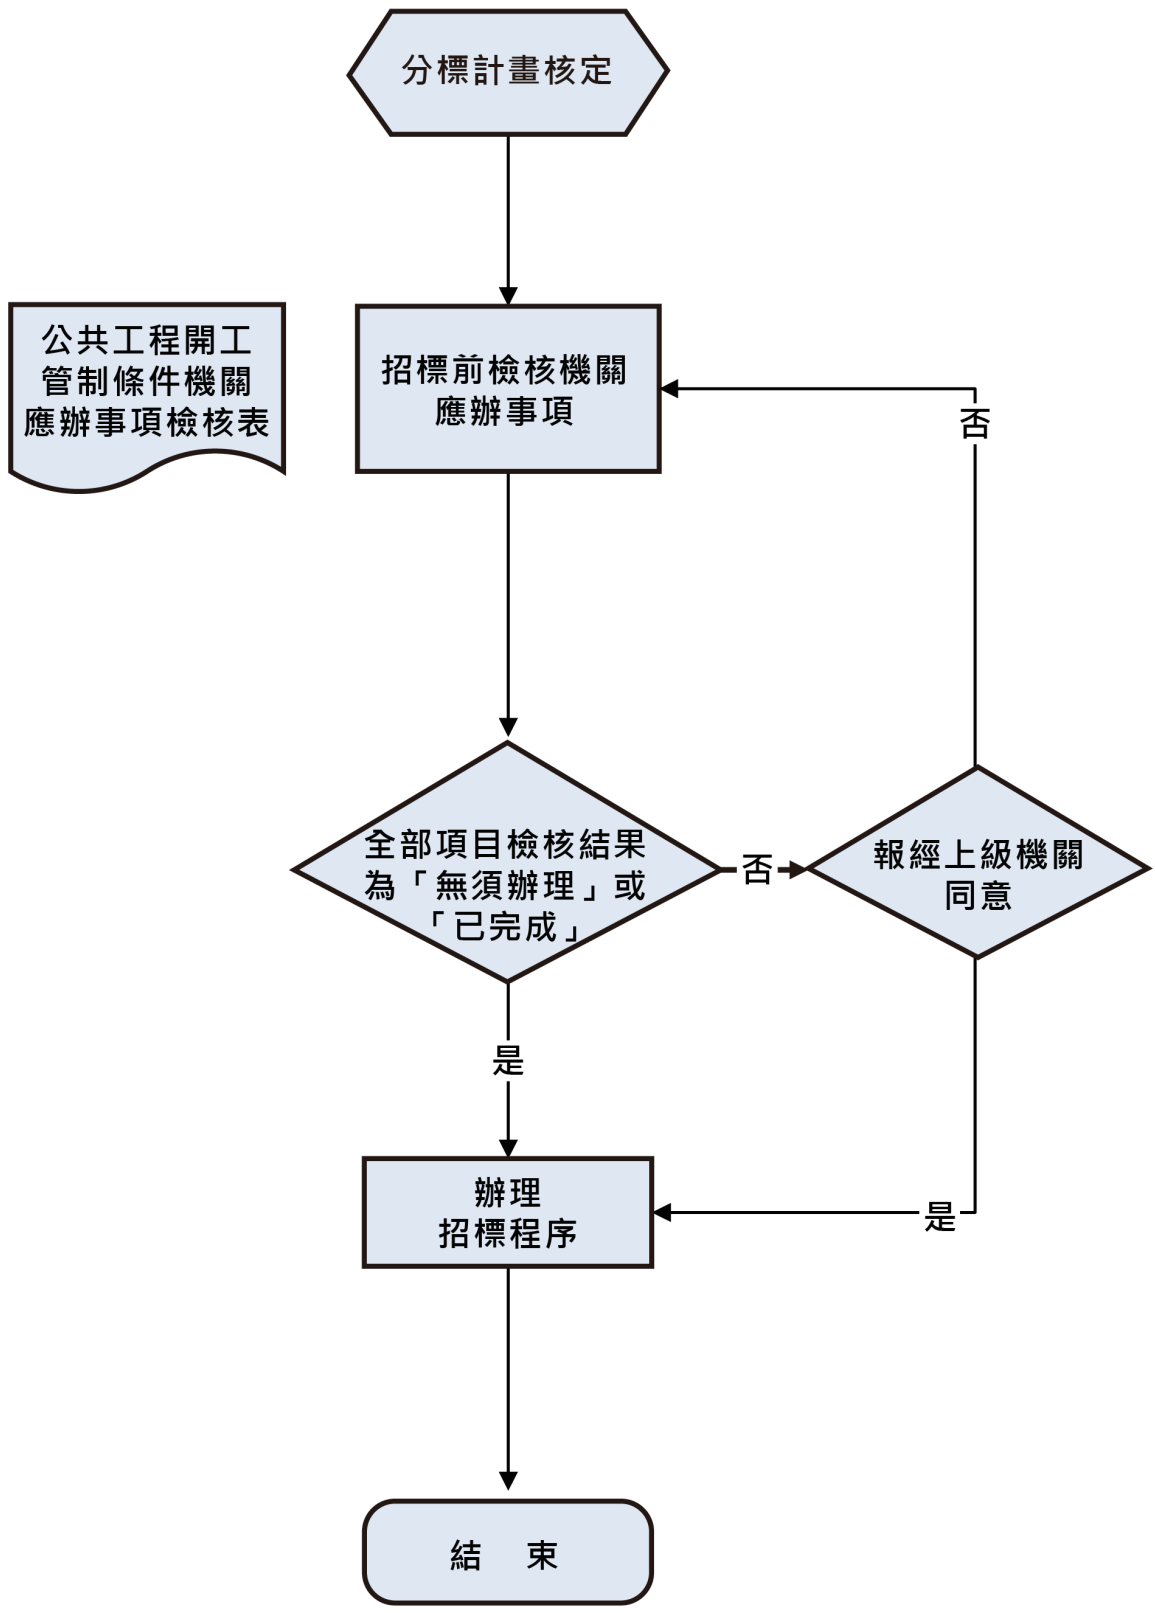 分標計畫核定
公共工程開工
管制條件機關
應辦事項檢核表
招標前檢核機關
應辦事項
否
全部項目檢核結果
為「無須辦理」或
「已完成」
否
報經上級機關
同意
是
辦理
招標程序
是
結 束